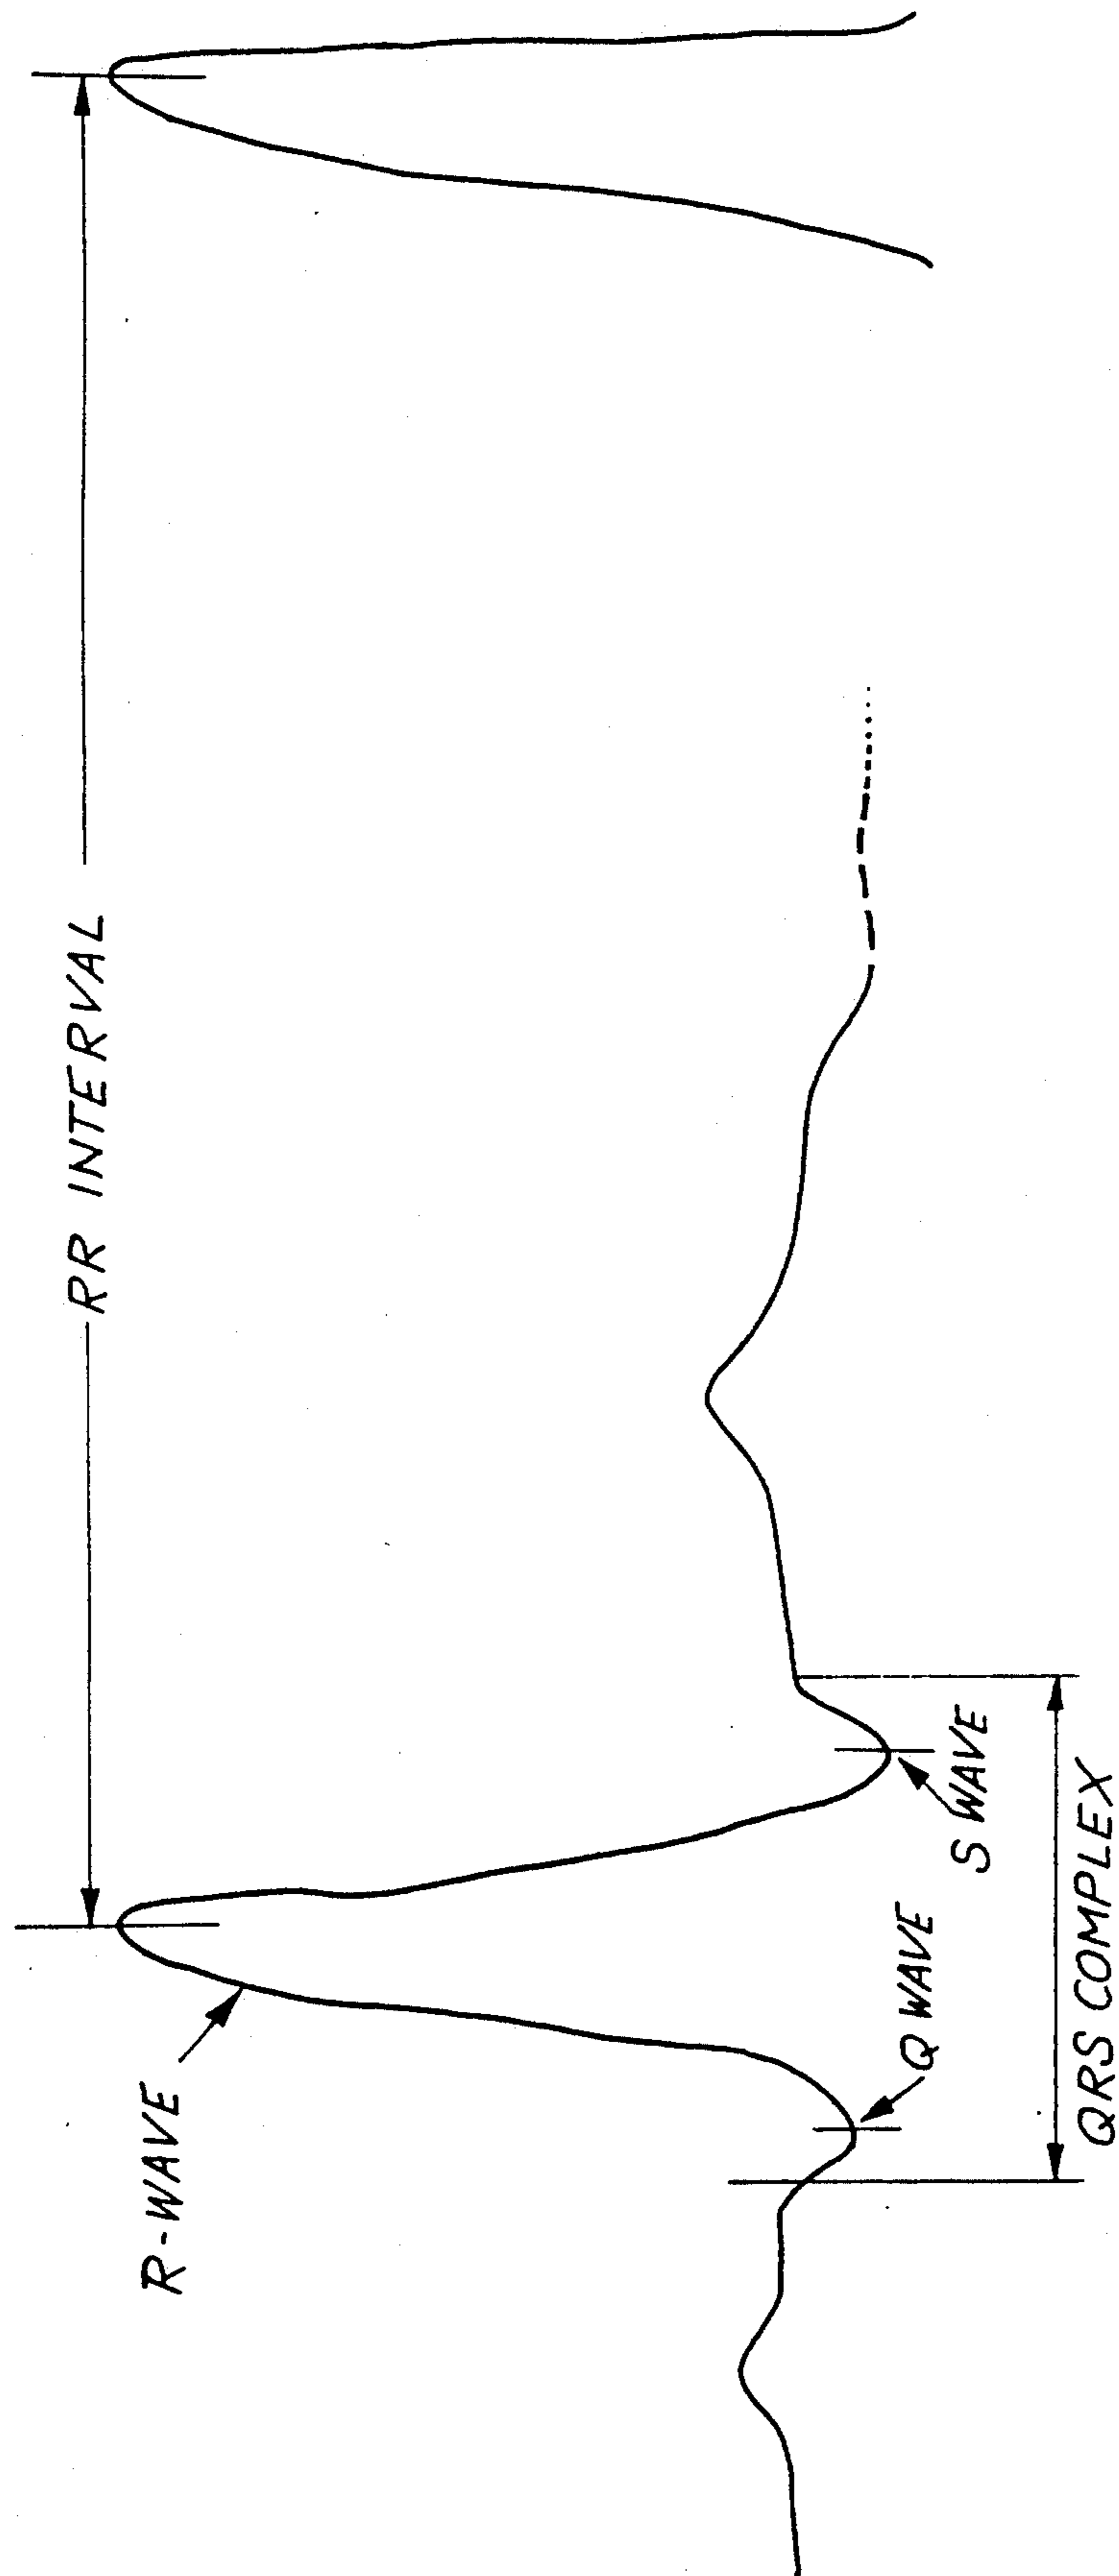 RR INTERVAL
R-WAVE
Q WAVE
S WAVE
QRS COMPLEX